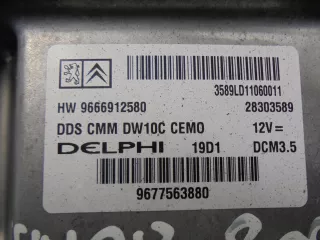 3589LD11060011
HW 9666912580 28303589
DDS CMM DW10C CEMO 12V=
DELPHI 19D1 DCM3.5
9677563880